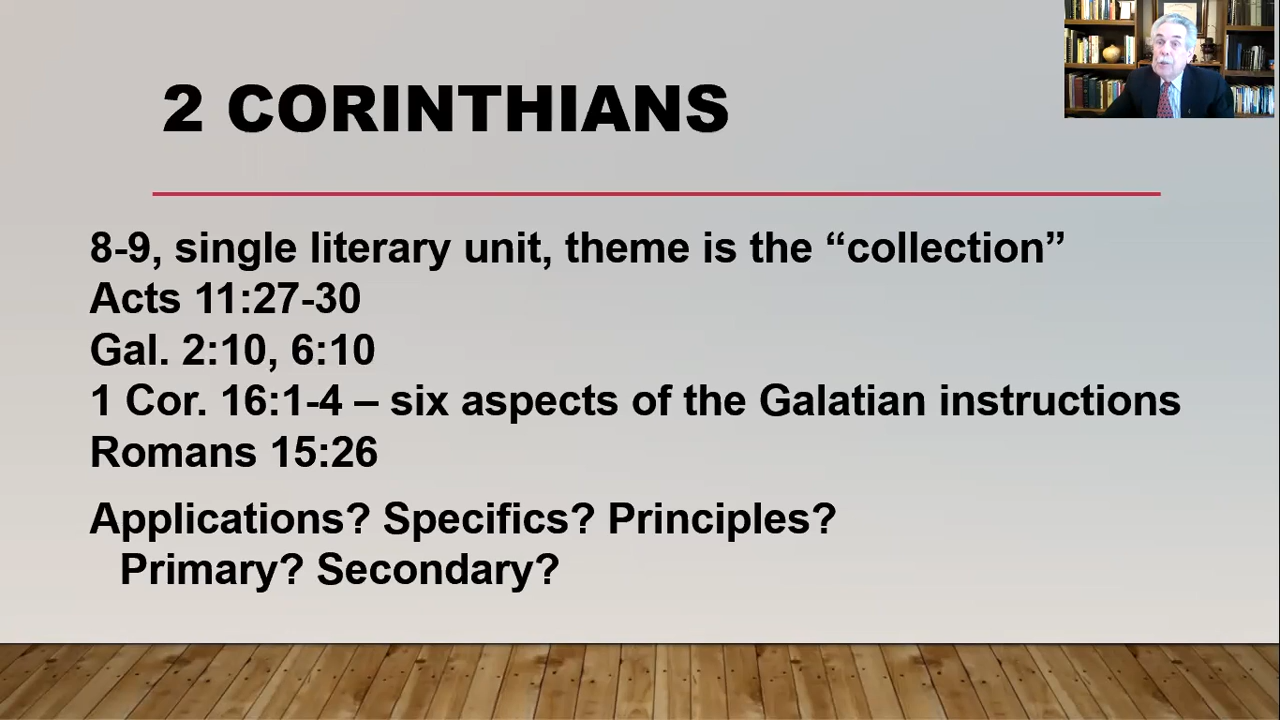 2 CORINTHIANS
8-9, single literary unit, theme is the “collection”
Acts 11:27-30
Gal. 2:10, 6:10
1 Cor. 16:1-4 – six aspects of the Galatian instructions
Romans 15:26
Applications? Specifics? Principles?
Primary? Secondary?